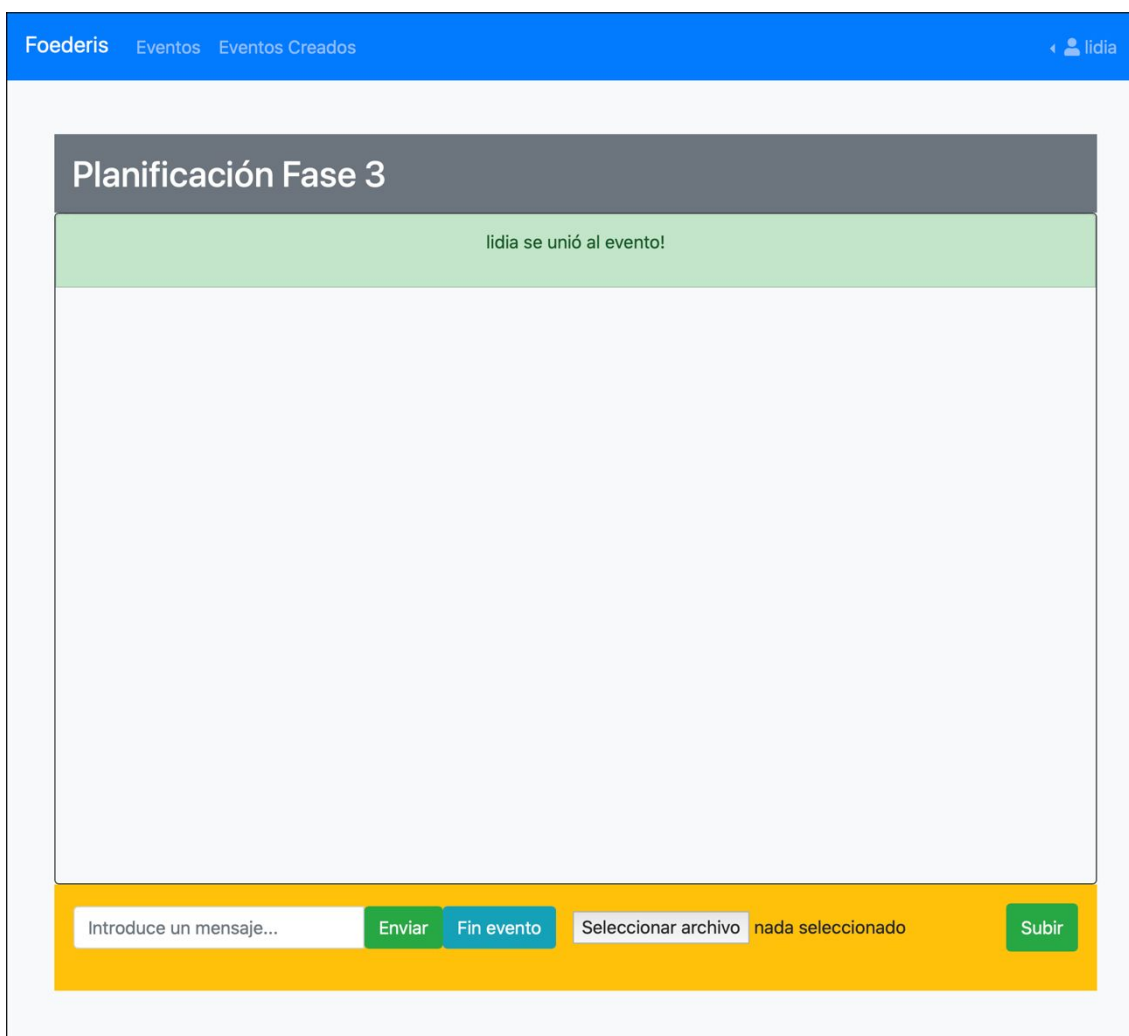 Foederis Eventos Eventos Creados lidia
Planificación Fase 3
lidia se unió al evento!
Introduce un mensaje... Enviar Fin evento Seleccionar archivo nada seleccionado Subir